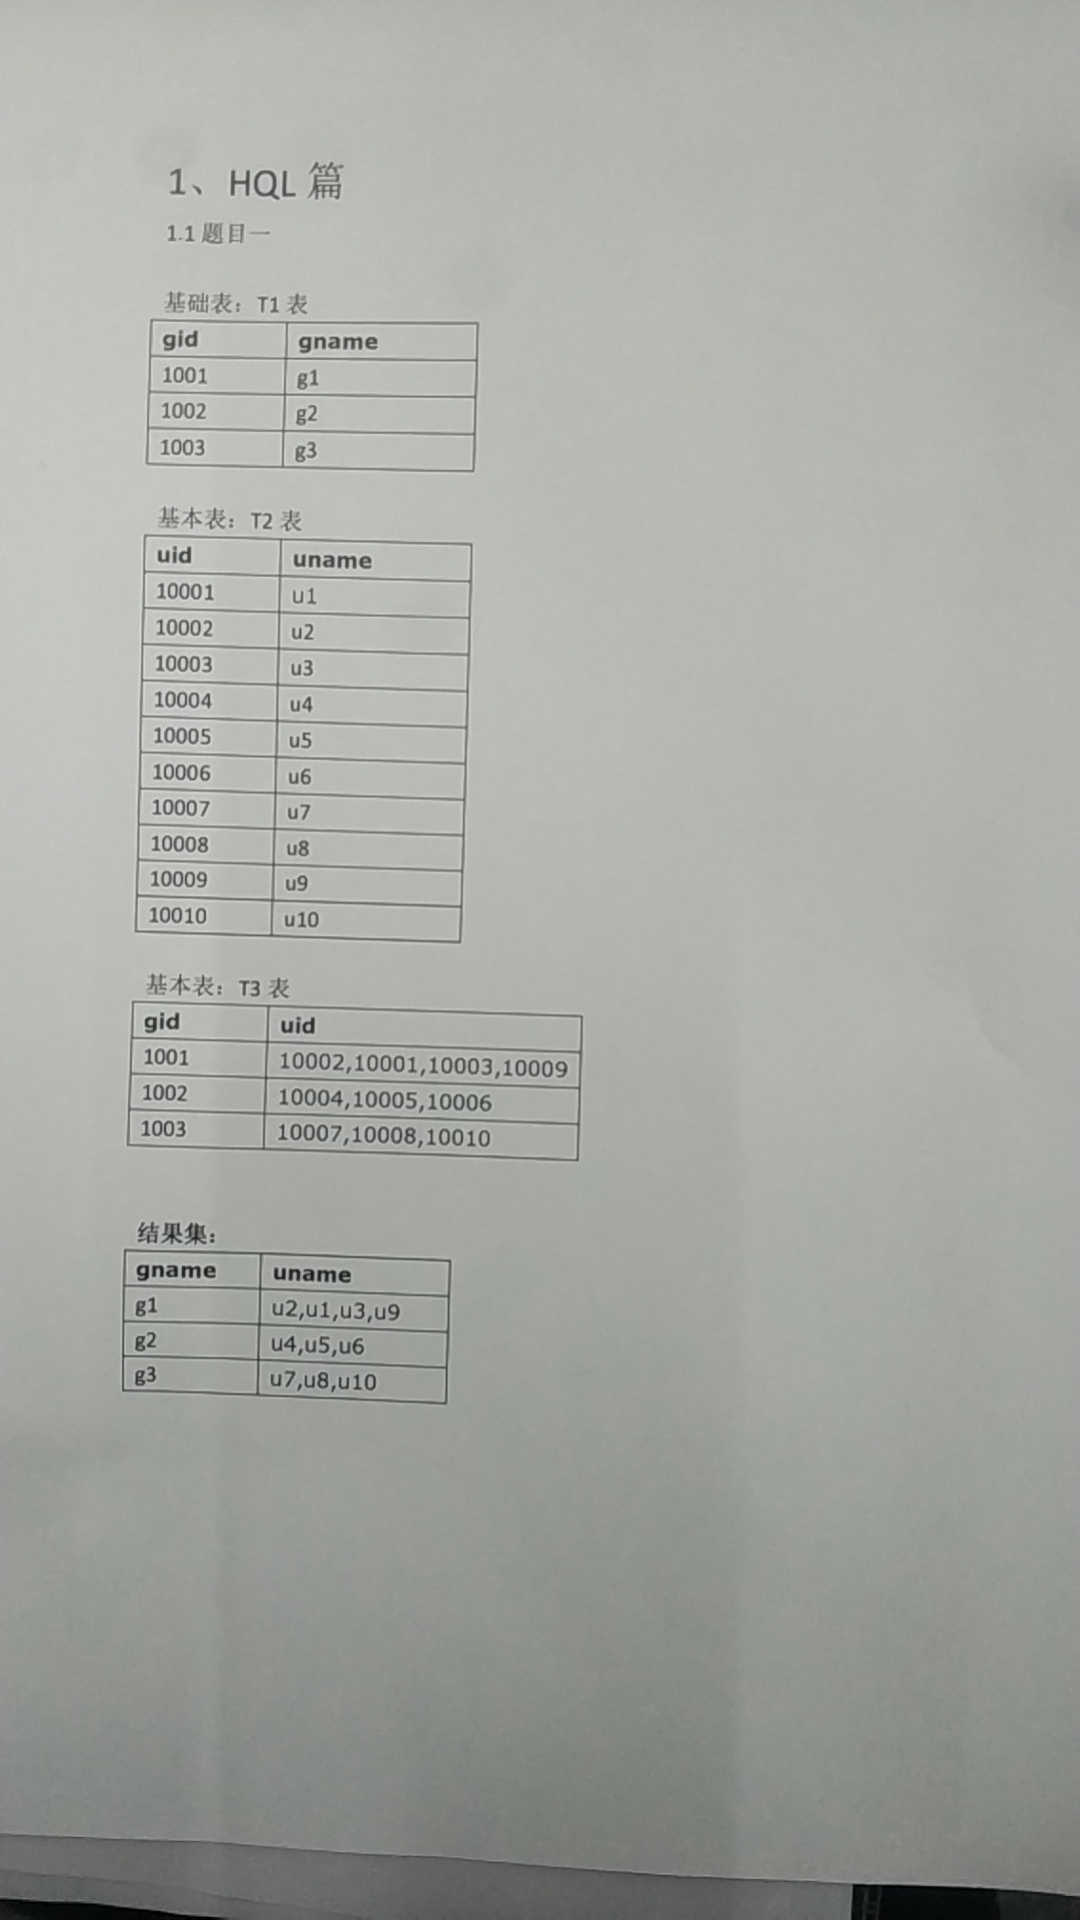 1、HQL 篇
1.1 题目一
基础表：T1 表
gid gname
1001 g1
1002 g2
1003 g3
基本表：T2 表
uid uname
10001 u1
10002 u2
10003 u3
10004 u4
10005 u5
10006 u6
10007 u7
10008 u8
10009 u9
10010 u10
基本表：T3 表
gid uid
1001 10002,10001,10003,10009
1002 10004,10005,10006
1003 10007,10008,10010
结果集：
gname uname
g1 u2,u1,u3,u9
g2 u4,u5,u6
g3 u7,u8,u10